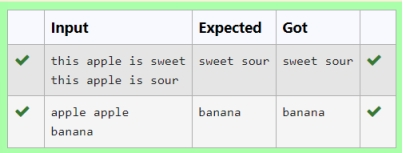 Input Expected Got
this apple is sweet sweet sour sweet sour
this apple is sour
apple apple banana banana
banana